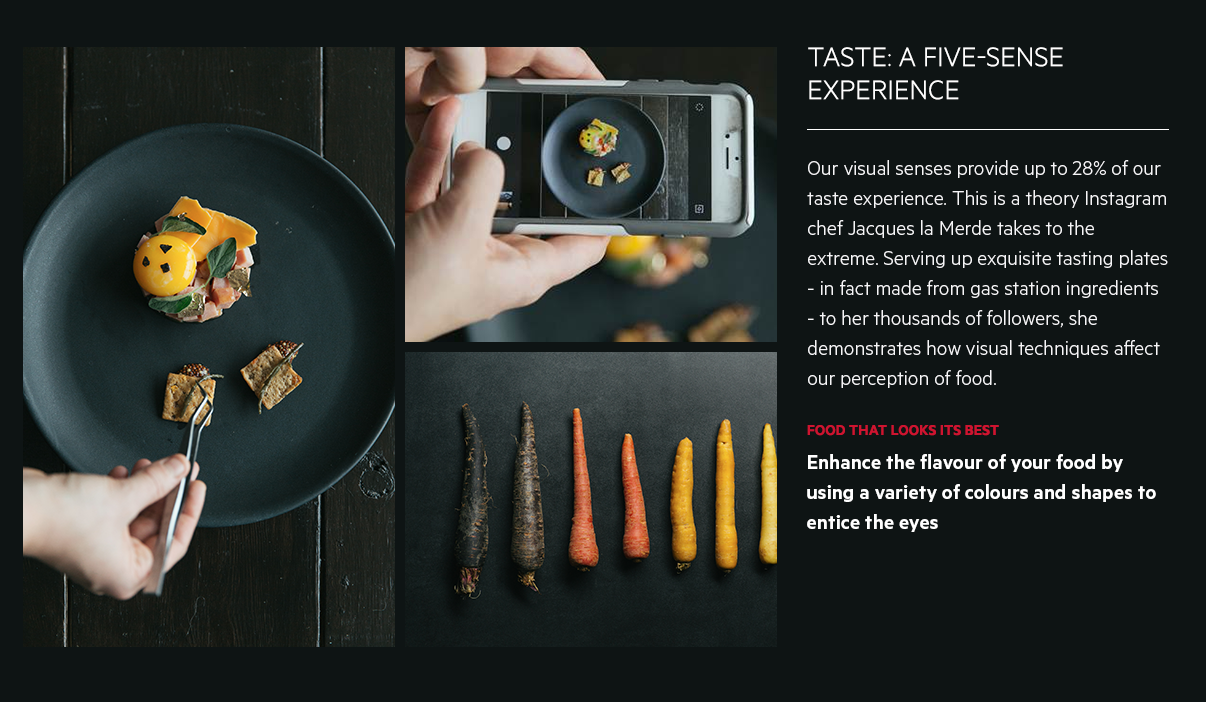 TASTE: A FIVE-SENSE
EXPERIENCE
Our visual senses provide up to 28% of our
taste experience. This is a theory Instagram
chef Jacques la Merde takes to the
extreme. Serving up exquisite tasting plates
- in fact made from gas station ingredients
- to her thousands of followers, she
demonstrates how visual techniques affect
our perception of food.
FOOD THAT LOOKS ITS BEST
Enhance the flavour of your food by
using a variety of colours and shapes to
entice the eyes